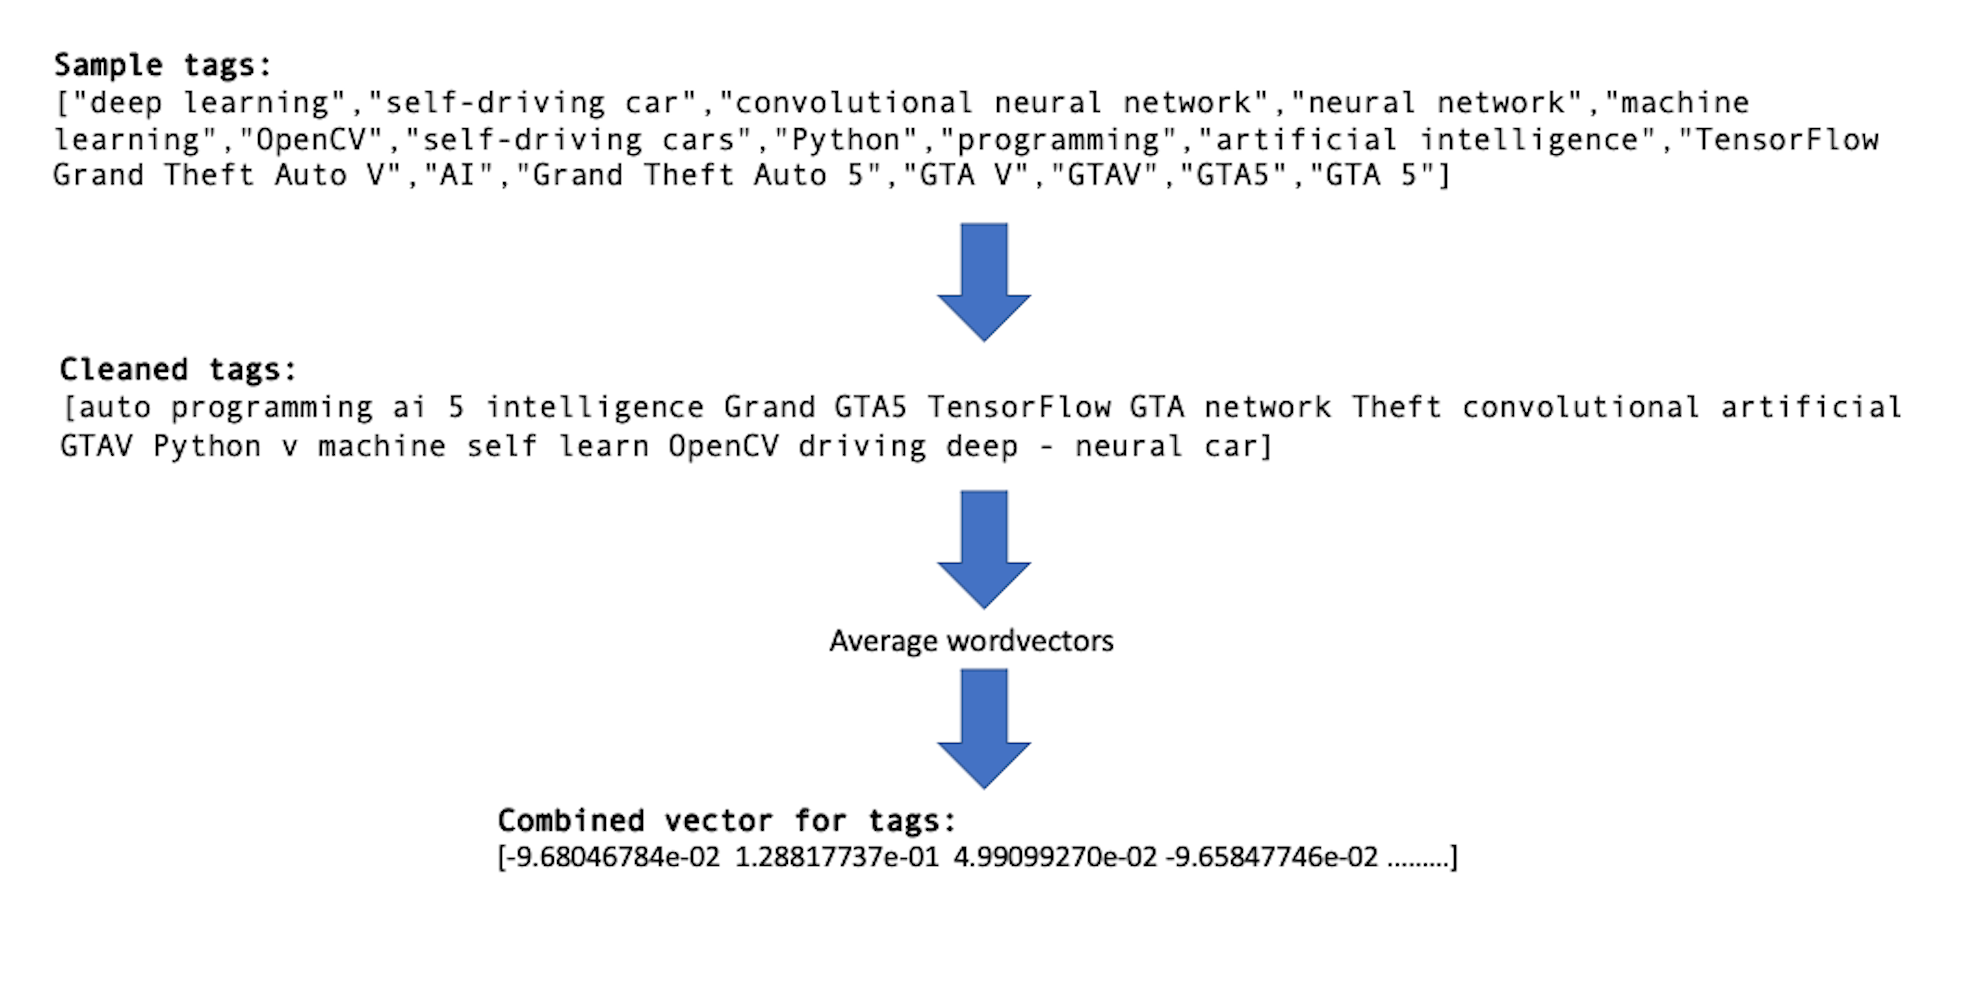 Sample tags:
["deep learning","self-driving car","convolutional neural network","neural network","machine
learning","OpenCV","self-driving cars","Python","programming","artificial intelligence","TensorFlow
Grand Theft Auto V","AI","Grand Theft Auto 5","GTA V","GTAV","GTA5","GTA 5"]
Cleaned tags:
[auto programming ai 5 intelligence Grand GTA5 TensorFlow GTA network Theft convolutional artificial
GTAV Python v machine self learn OpenCV driving deep - neural car]
Average wordvectors
Combined vector for tags:
[-9.68046784e-02 1.28817737e-01 4.99099270e-02 -9.65847746e-02 .........]